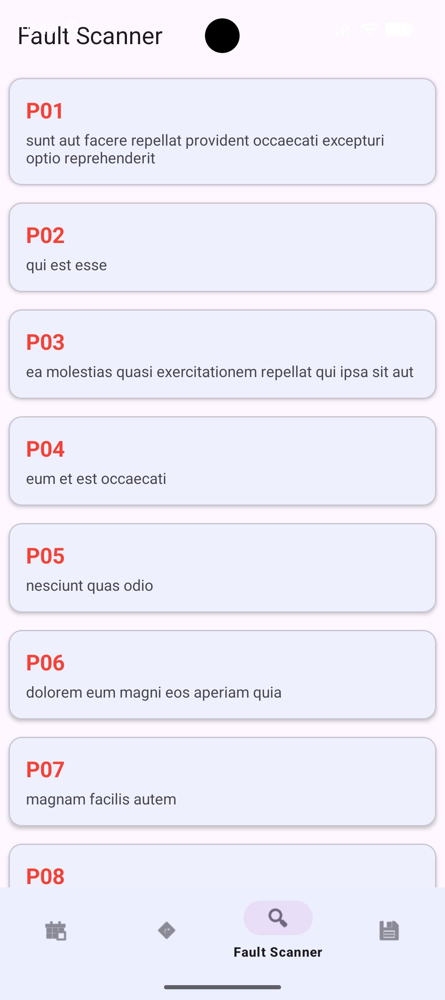 Fault Scanner
P01
sunt aut facere repellat provident occaecati excepturi
optio reprehenderit
P02
qui est esse
P03
ea molestias quasi exercitationem repellat qui ipsa sit aut
P04
eum et est occaecati
P05
nesciunt quas odio
P06
dolorem eum magni eos aperiam quia
P07
magnam facilis autem
P08
Fault Scanner